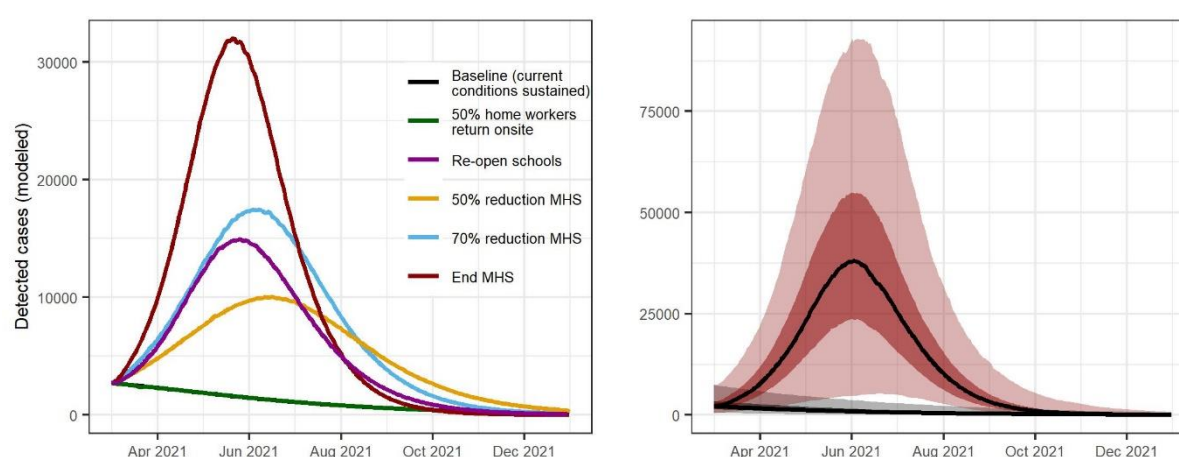 Detected cases (modeled)
30000
20000
10000
0
Apr 2021
Jun 2021
Aug 2021
Oct 2021
Dec 2021
Baseline (current
conditions sustained)
50% home workers
return onsite
Re-open schools
50% reduction MHS
70% reduction MHS
End MHS
75000
50000
25000
0
Apr 2021
Jun 2021
Aug 2021
Oct 2021
Dec 2021